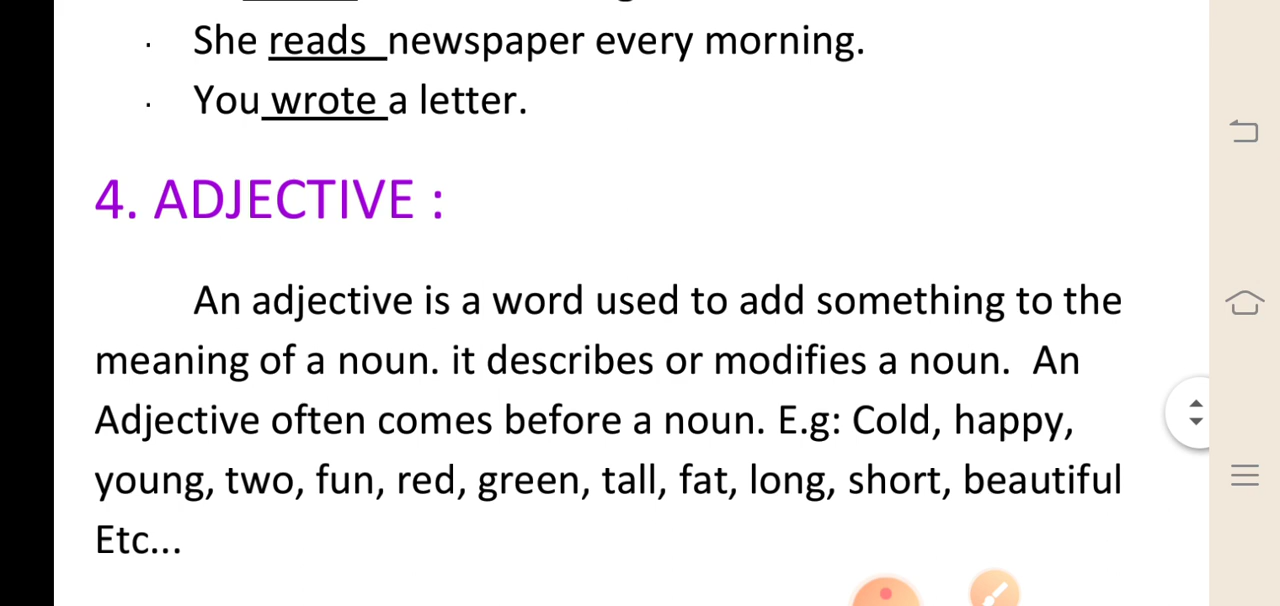 · She reads newspaper every morning.
· You wrote a letter.
4. ADJECTIVE :
An adjective is a word used to add something to the
meaning of a noun. it describes or modifies a noun. An
Adjective often comes before a noun. E.g: Cold, happy,
young, two, fun, red, green, tall, fat, long, short, beautiful
Etc...